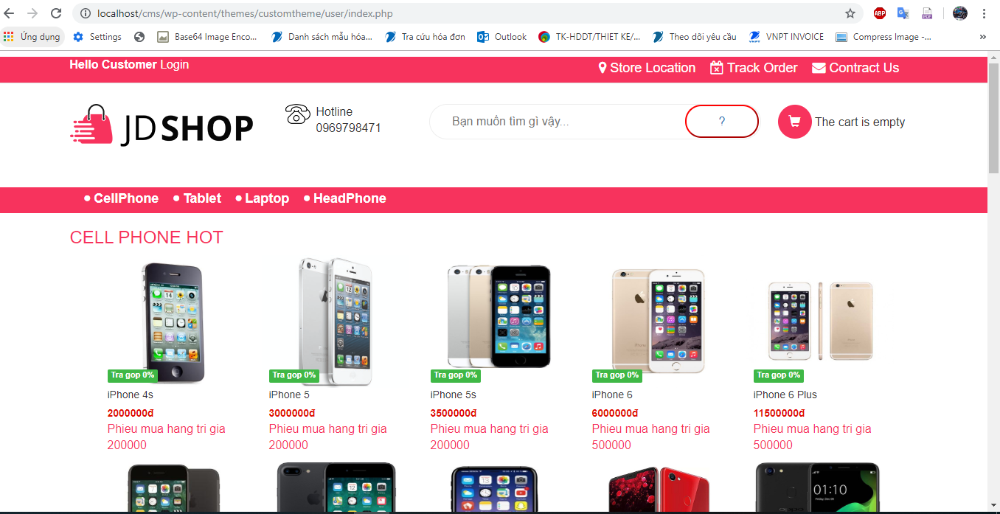 localhost/cms/wp-content/themes/customtheme/user/index.php
ABP
Ứng dụng Settings Base64 Image Enco... Danh sách mẫu hóa... Tra cứu hóa đơn Outlook TK-HDDT/THIET KE/... Theo dõi yêu cầu VNPT INVOICE Compress Image -... »
Hello Customer Login Store Location Track Order Contract Us
JD SHOP
Hotline
0969798471
Bạn muốn tìm gì vậy... ?
The cart is empty
CellPhone Tablet Laptop HeadPhone
CELL PHONE HOT
Tra gop 0% Tra gop 0% Tra gop 0% Tra gop 0% Tra gop 0%
iPhone 4s iPhone 5 iPhone 5s iPhone 6 iPhone 6 Plus
2000000đ 3000000đ 3500000đ 6000000đ 11500000đ
Phieu mua hang tri gia Phieu mua hang tri gia Phieu mua hang tri gia Phieu mua hang tri gia Phieu mua hang tri gia
200000 200000 200000 500000 500000
01:10